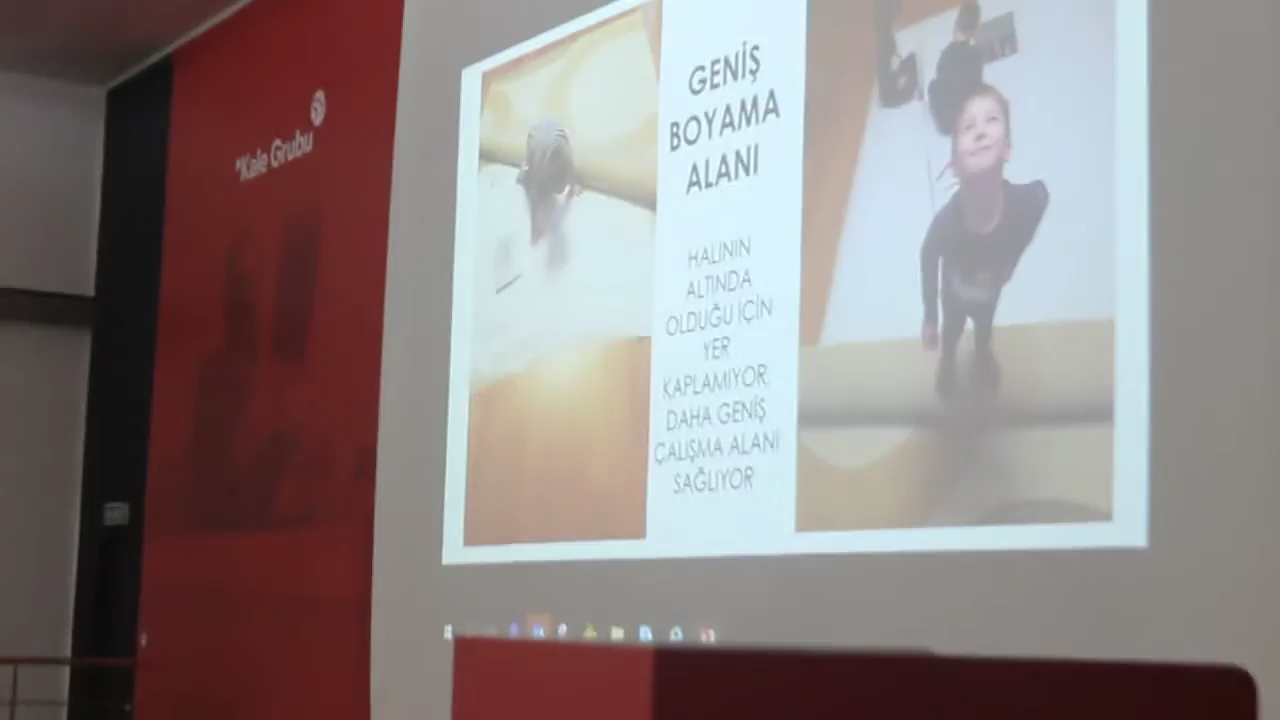 Kale Grubu
GENİŞ
BOYAMA
ALANI
HALININ
ALTINDA
OLDUĞU İÇİN
YER
KAPLAMIYOR,
DAHA GENİŞ
ÇALIŞMA ALANI
SAĞLIYOR